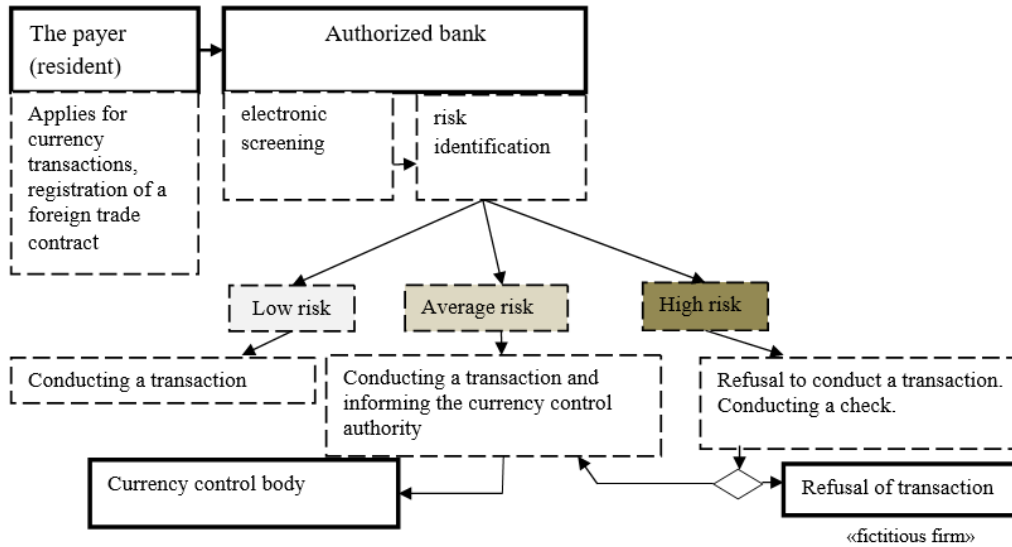 The payer
(resident)
Authorized bank
Applies for
currency
transactions,
registration of a
foreign trade
contract
electronic
screening
risk
identification
Low risk
Average risk
High risk
Conducting a transaction
Conducting a transaction and
informing the currency control
authority
Refusal to conduct a transaction.
Conducting a check.
Currency control body
Refusal of transaction
«fictitious firm»